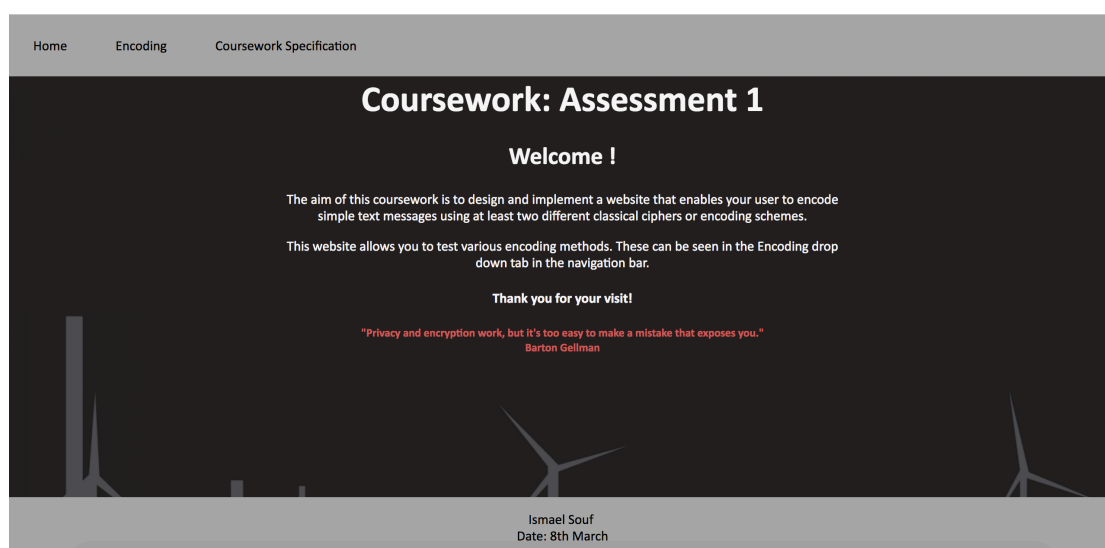 Home Encoding Coursework Specification
Coursework: Assessment 1
Welcome !
The aim of this coursework is to design and implement a website that enables your user to encode
simple text messages using at least two different classical ciphers or encoding schemes.
This website allows you to test various encoding methods. These can be seen in the Encoding drop
down tab in the navigation bar.
Thank you for your visit!
"Privacy and encryption work, but it's too easy to make a mistake that exposes you."
Barton Gellman
Ismael Souf
Date: 8th March